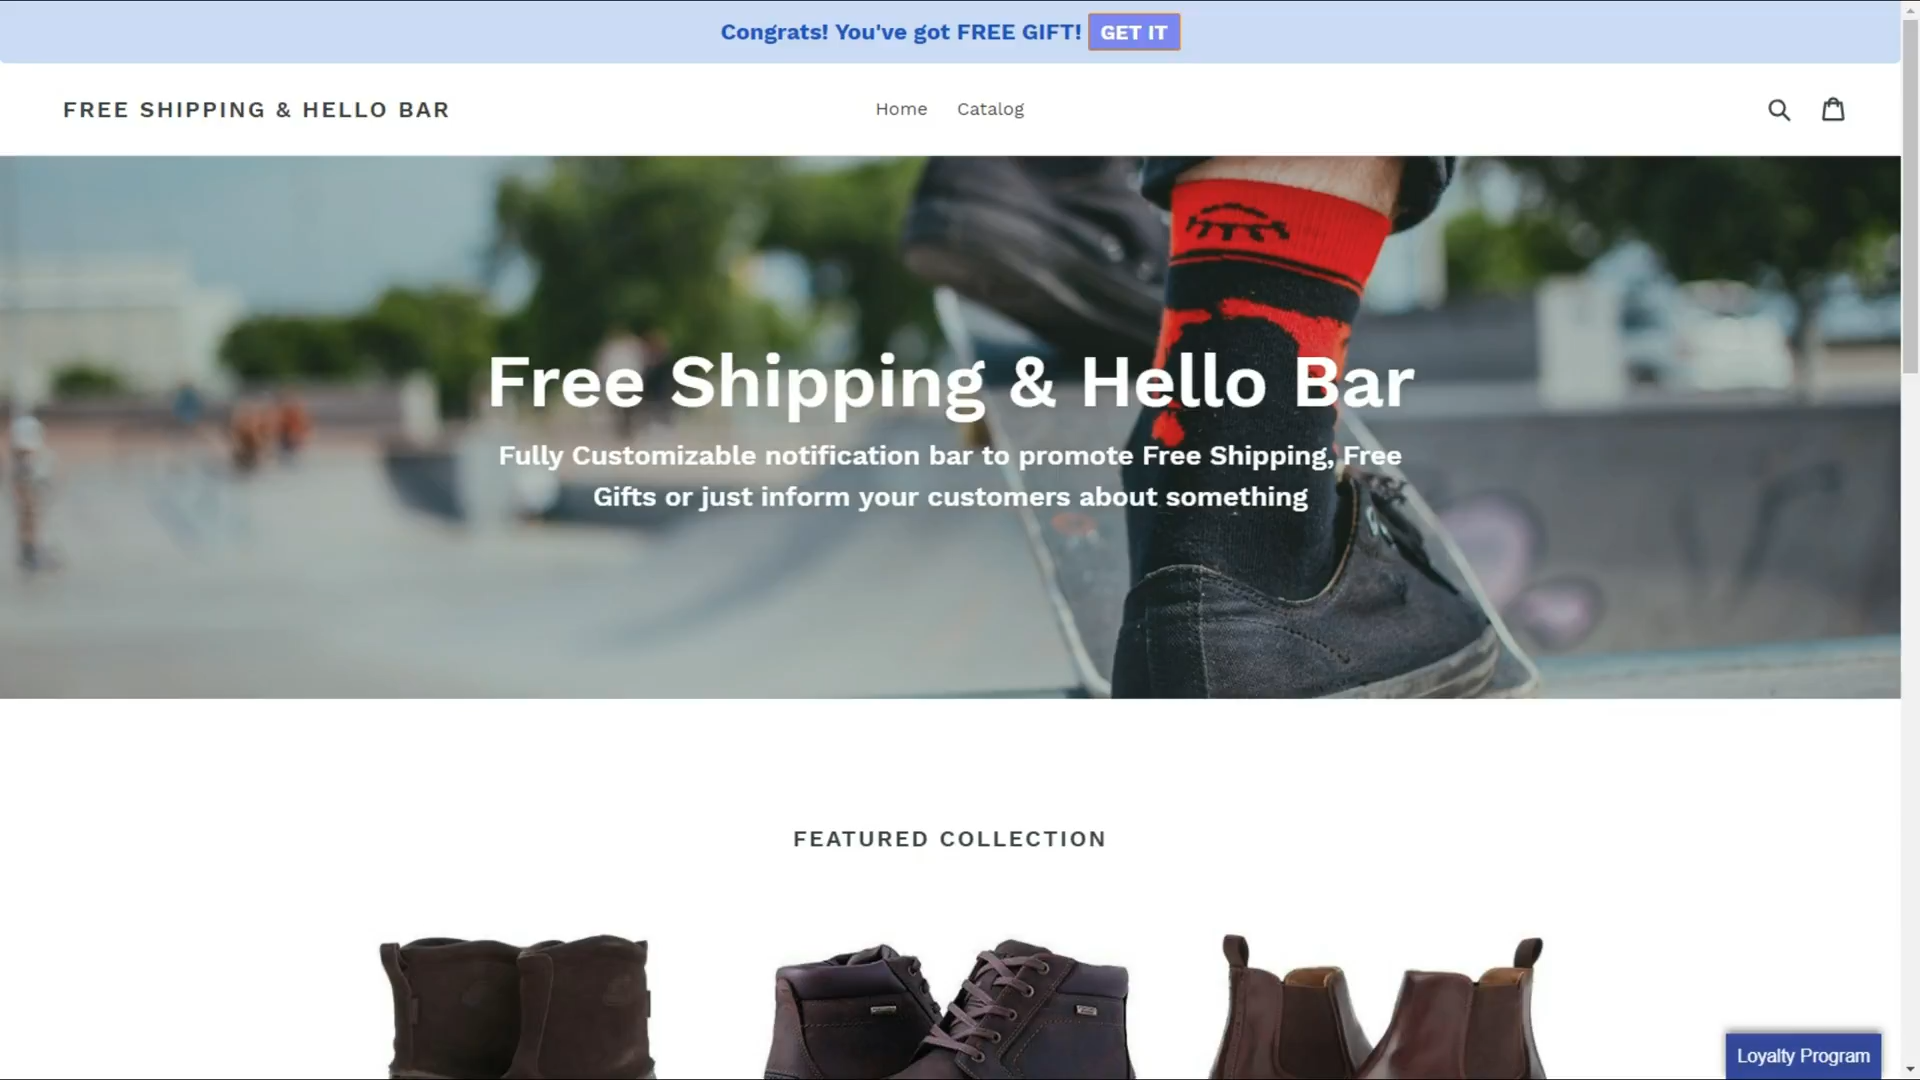 Congrats! You've got FREE GIFT! GET IT
FREE SHIPPING & HELLO BAR
Home
Catalog
Free Shipping & Hello Bar
Fully Customizable notification bar to promote Free Shipping, Free
Gifts or just inform your customers about something
FEATURED COLLECTION
Loyalty Program